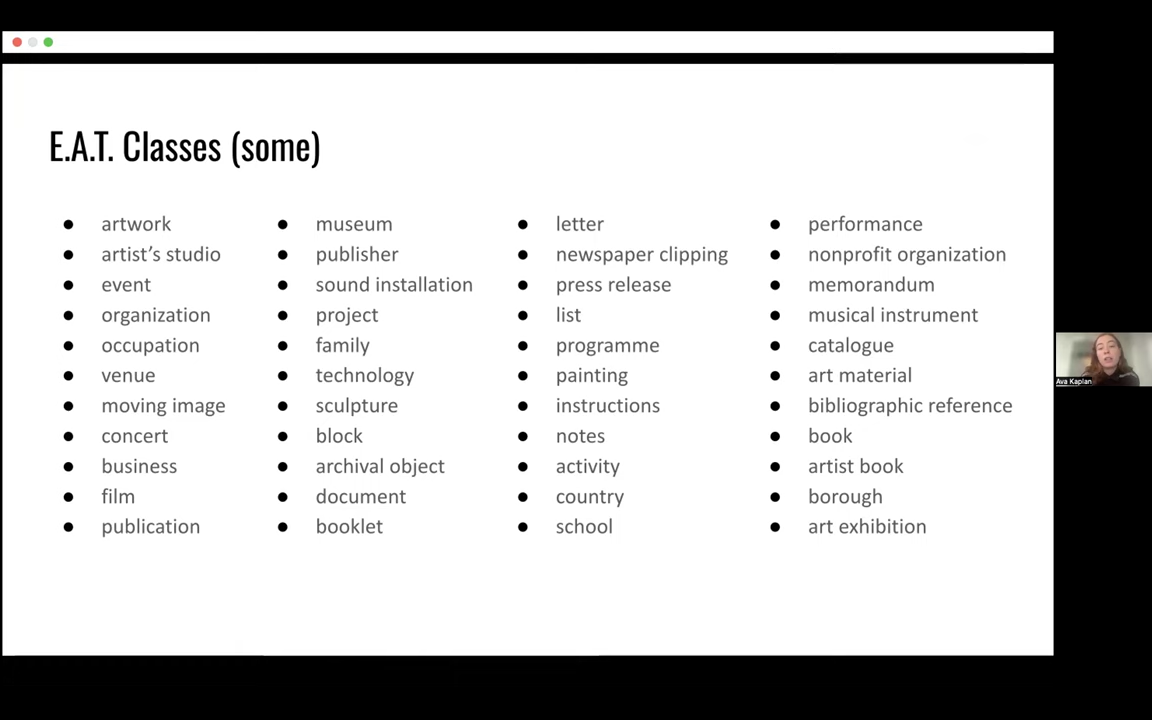 E.A.T. Classes (some)
● artwork
● artist’s studio
● event
● organization
● occupation
● venue
● moving image
● concert
● business
● film
● publication
● museum
● publisher
● sound installation
● project
● family
● technology
● sculpture
● block
● archival object
● document
● booklet
● letter
● newspaper clipping
● press release
● list
● programme
● painting
● instructions
● notes
● activity
● country
● school
● performance
● nonprofit organization
● memorandum
● musical instrument
● catalogue
● art material
● bibliographic reference
● book
● artist book
● borough
● art exhibition
Ava Kaplan